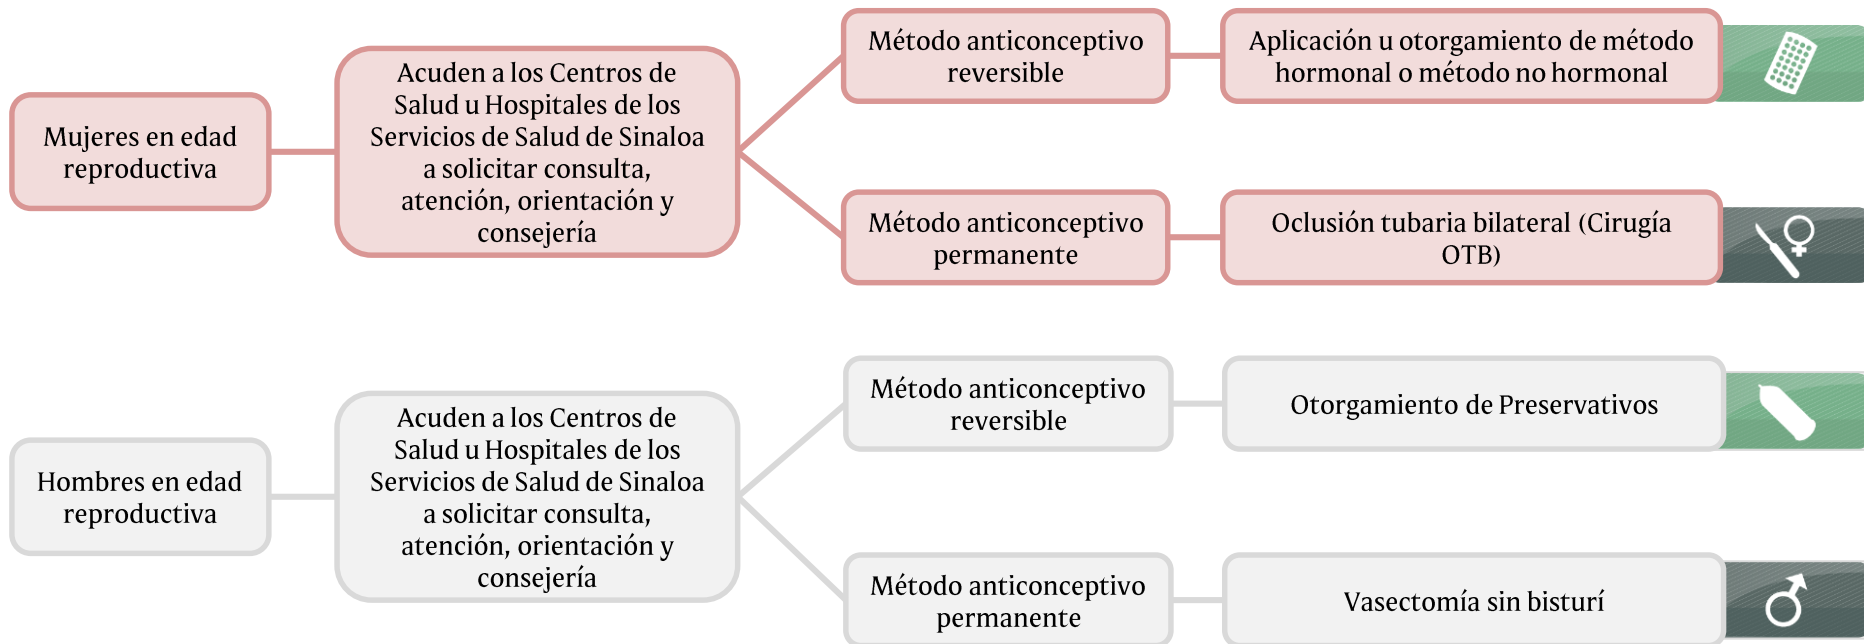 Mujeres en edad
reproductiva
Acuden a los Centros de
Salud u Hospitales de los
Servicios de Salud de Sinaloa
a solicitar consulta,
atención, orientación y
consejería
Método anticonceptivo
reversible
Aplicación u otorgamiento de método
hormonal o método no hormonal
Método anticonceptivo
permanente
Oclusión tubaria bilateral (Cirugía
OTB)
Hombres en edad
reproductiva
Acuden a los Centros de
Salud u Hospitales de los
Servicios de Salud de Sinaloa
a solicitar consulta,
atención, orientación y
consejería
Método anticonceptivo
reversible
Otorgamiento de Preservativos
Método anticonceptivo
permanente
Vasectomía sin bisturí